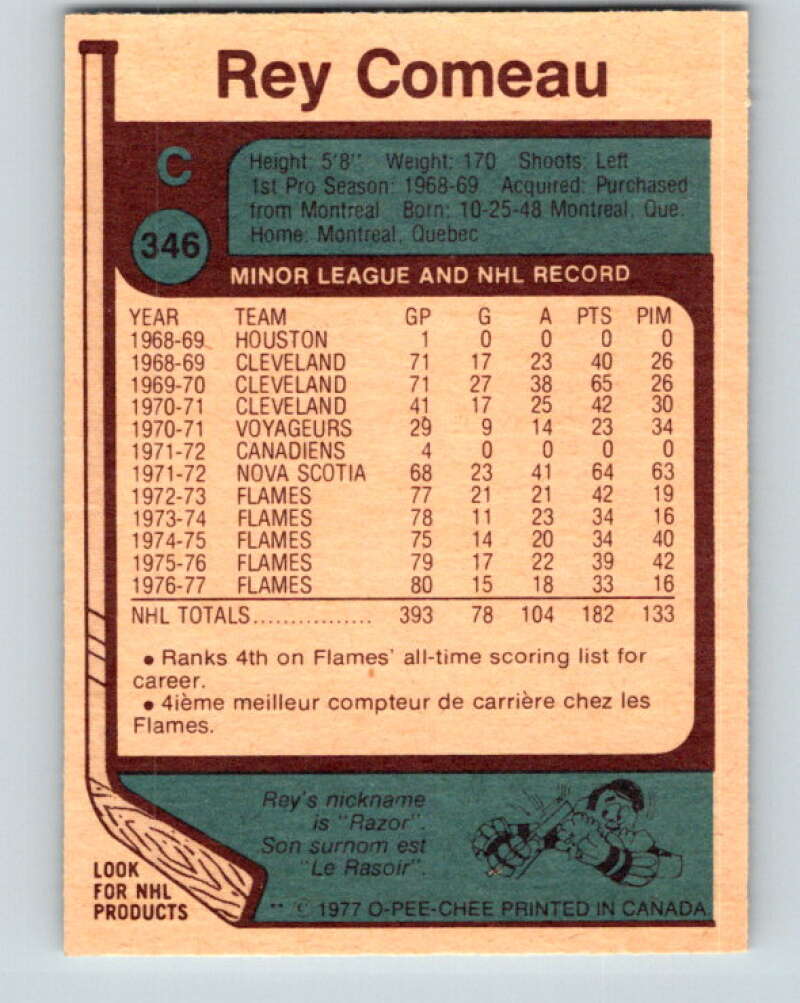 Rey Comeau
C
346
Height: 5'8" Weight: 170 Shoots: Left
1st Pro Season: 1968-69 Acquired: Purchased
from Montreal Born: 10-25-48 Montreal, Que.
Home: Montreal, Quebec
MINOR LEAGUE AND NHL RECORD
YEAR TEAM GP G A PTS PIM
1968-69 HOUSTON 1 0 0 0 0
1968-69 CLEVELAND 71 17 23 40 26
1969-70 CLEVELAND 71 27 38 65 26
1970-71 CLEVELAND 41 17 25 42 30
1970-71 VOYAGEURS 29 9 14 23 34
1971-72 CANADIENS 4 0 0 0 0
1971-72 NOVA SCOTIA 68 23 41 64 63
1972-73 FLAMES 77 21 21 42 19
1973-74 FLAMES 78 11 23 34 16
1974-75 FLAMES 75 14 20 34 40
1975-76 FLAMES 79 17 22 39 42
1976-77 FLAMES 80 15 18 33 16
NHL TOTALS................ 393 78 104 182 133
• Ranks 4th on Flames' all-time scoring list for
career.
• 4ième meilleur compteur de carrière chez les
Flames.
Rey's nickname
is "Razor".
Son surnom est
"Le Rasoir".
LOOK
FOR NHL
PRODUCTS
** © 1977 O-PEE-CHEE PRINTED IN CANADA